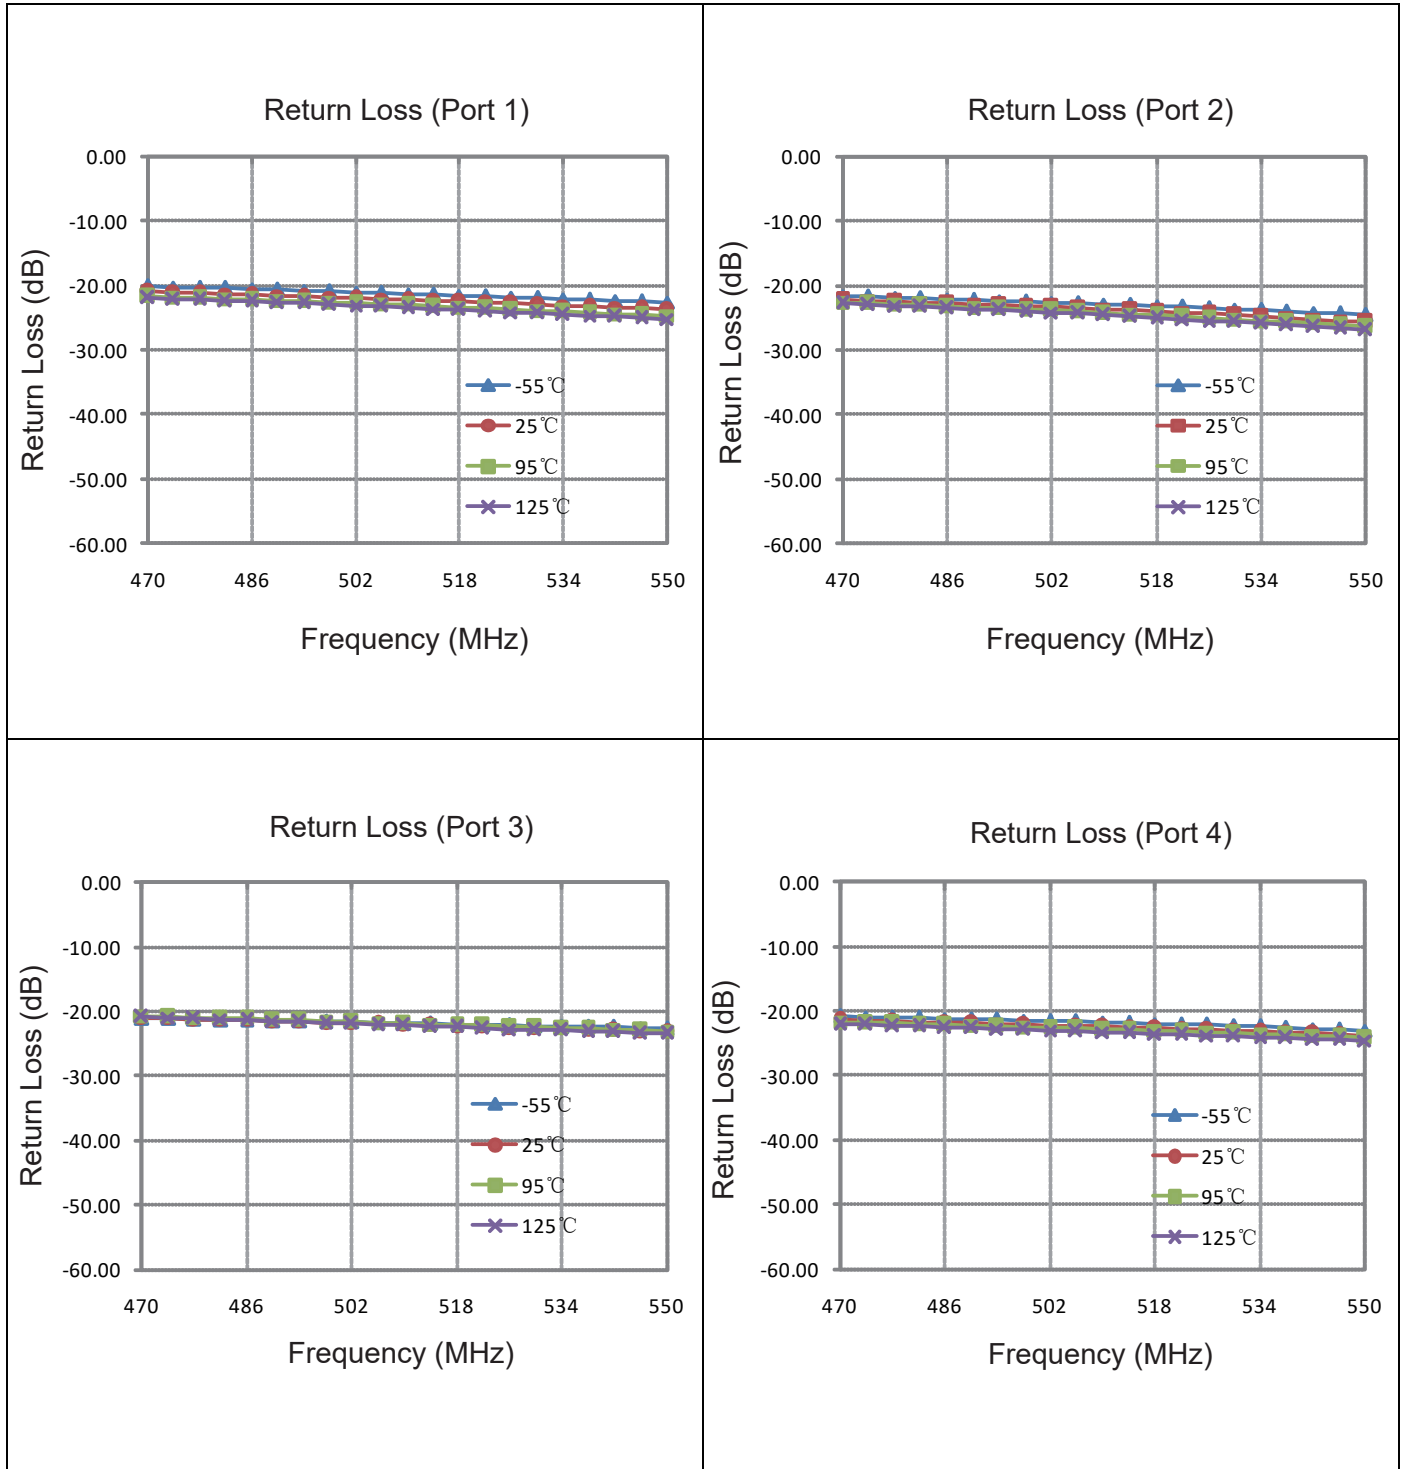 Return Loss (Port 1)
Return Loss (dB)
0.00
-10.00
-20.00
-30.00
-40.00
-50.00
-60.00
-55℃
25℃
95℃
125℃
470 486 502 518 534 550
Frequency (MHz)
Return Loss (Port 2)
Return Loss (dB)
0.00
-10.00
-20.00
-30.00
-40.00
-50.00
-60.00
-55℃
25℃
95℃
125℃
470 486 502 518 534 550
Frequency (MHz)
Return Loss (Port 3)
Return Loss (dB)
0.00
-10.00
-20.00
-30.00
-40.00
-50.00
-60.00
-55℃
25℃
95℃
125℃
470 486 502 518 534 550
Frequency (MHz)
Return Loss (Port 4)
Return Loss (dB)
0.00
-10.00
-20.00
-30.00
-40.00
-50.00
-60.00
-55℃
25℃
95℃
125℃
470 486 502 518 534 550
Frequency (MHz)